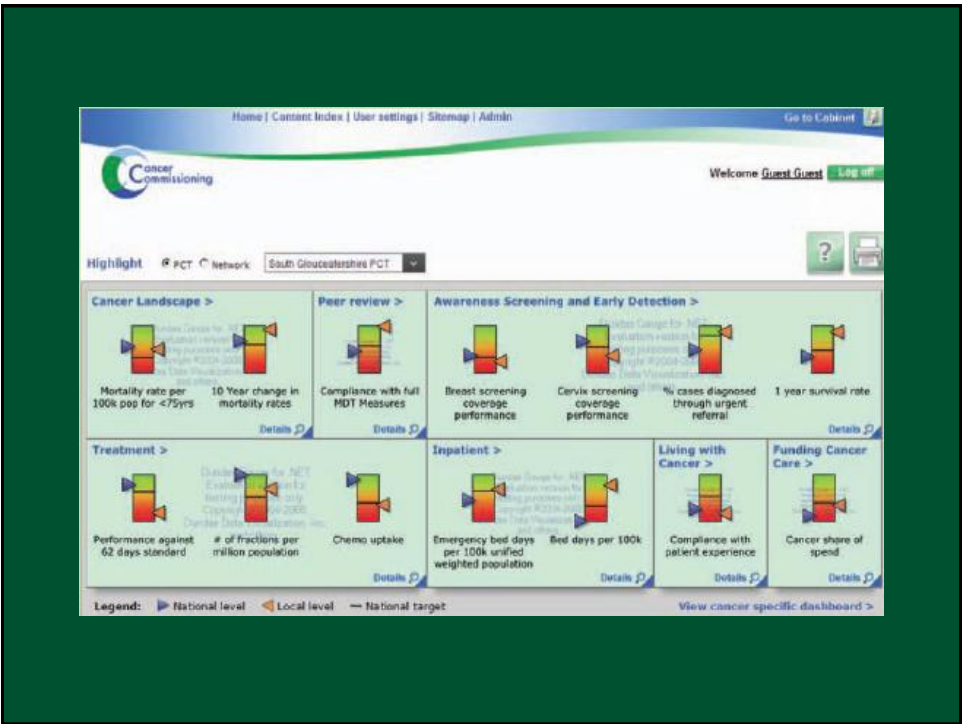 Home | Content Index | User settings | Sitemap | Admin
Go to Cabinet
Cancer
Commissioning
Welcome Guest Guest
Log off
?
Highlight
PCT
Network
South Gloucestershire PCT
Cancer Landscape >
Peer review >
Awareness Screening and Early Detection >
Mortality rate per
100k pop for <75yrs
10 Year change in
mortality rates
Compliance with full
MDT Measures
Breast screening
coverage
performance
Cervix screening
coverage
performance
% cases diagnosed
through urgent
referral
1 year survival rate
Details
Details
Details
Treatment >
Inpatient >
Living with
Cancer >
Funding Cancer
Care >
Performance against
62 days standard
# of fractions per
million population
Chemo uptake
Emergency bed days
per 100k unified
weighted population
Bed days per 100k
Compliance with
patient experience
Cancer share of
spend
Details
Details
Details
Details
Legend:
National level
Local level
National target
View cancer specific dashboard >